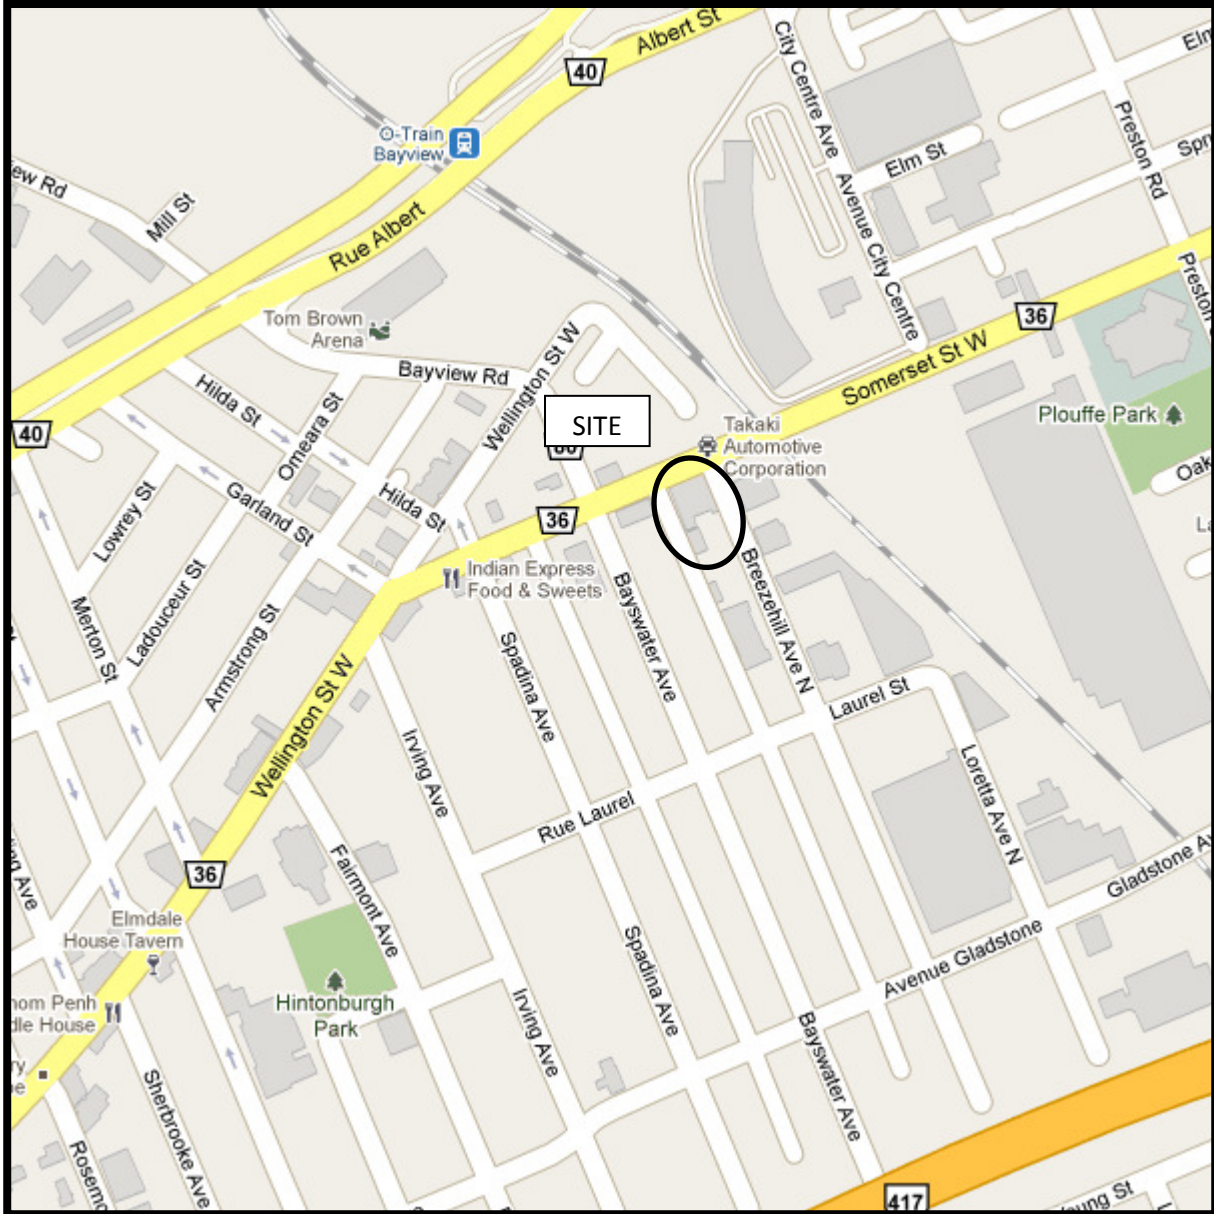 Albert St
City Centre Ave
Avenue City Centre
40
O-Train
Bayview
Preston Rd
Elm St
Mill St
Rue Albert
Preston
36
Tom Brown
Arena
Bayview Rd
Wellington St W
Somerset St W
Hilda St
Omeara St
SITE
Plouffe Park
40
Takaki
Automotive
Corporation
Oak
Garland St
Hilda St
36
Lowrey St
Indian Express
Food & Sweets
Merton St
Ladouceur St
Armstrong St
Bayswater Ave
Breezehill Ave N
Spadina Ave
Laurel St
Wellington St W
Irving Ave
Loretta Ave N
Rue Laurel
36
Fairmont Ave
Gladstone Av
Elmdale
House Tavern
Spadina Ave
Avenue Gladstone
Hintonburgh
Park
Irving Ave
Bayswater Ave
Sherbrooke Ave
417